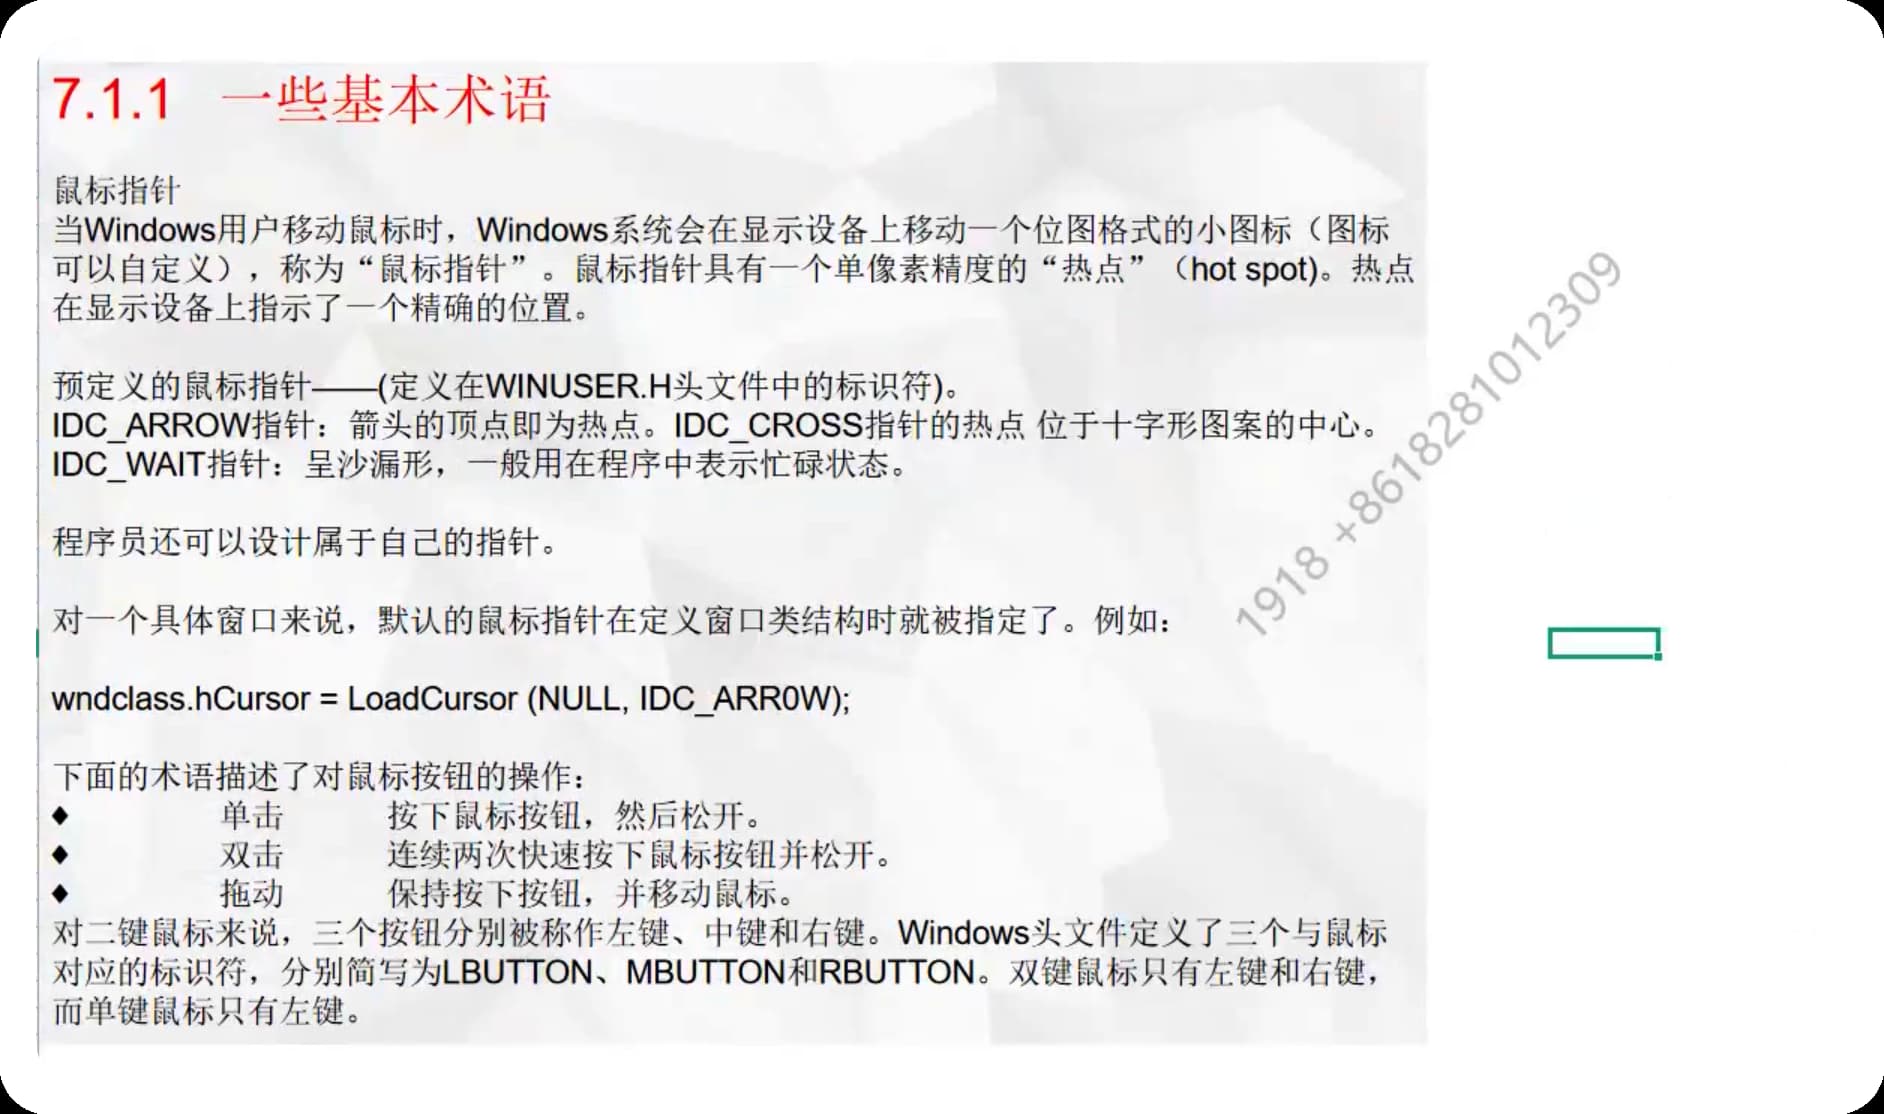 7.1.1 一些基本术语
鼠标指针
当Windows用户移动鼠标时，Windows系统会在显示设备上移动一个位图格式的小图标（图标
可以自定义），称为“鼠标指针”。鼠标指针具有一个单像素精度的“热点”（hot spot)。热点
在显示设备上指示了一个精确的位置。
预定义的鼠标指针——(定义在WINUSER.H头文件中的标识符)。
IDC_ARROW指针：箭头的顶点即为热点。IDC_CROSS指针的热点 位于十字形图案的中心。
IDC_WAIT指针：呈沙漏形，一般用在程序中表示忙碌状态。
程序员还可以设计属于自己的指针。
对一个具体窗口来说，默认的鼠标指针在定义窗口类结构时就被指定了。例如：
wndclass.hCursor = LoadCursor (NULL, IDC_ARR0W);
下面的术语描述了对鼠标按钮的操作：
♦ 单击 按下鼠标按钮，然后松开。
♦ 双击 连续两次快速按下鼠标按钮并松开。
♦ 拖动 保持按下按钮，并移动鼠标。
对二键鼠标来说，三个按钮分别被称作左键、中键和右键。Windows头文件定义了三个与鼠标
对应的标识符，分别简写为LBUTTON、MBUTTON和RBUTTON。双键鼠标只有左键和右键，
而单键鼠标只有左键。
1918 +8618281012309